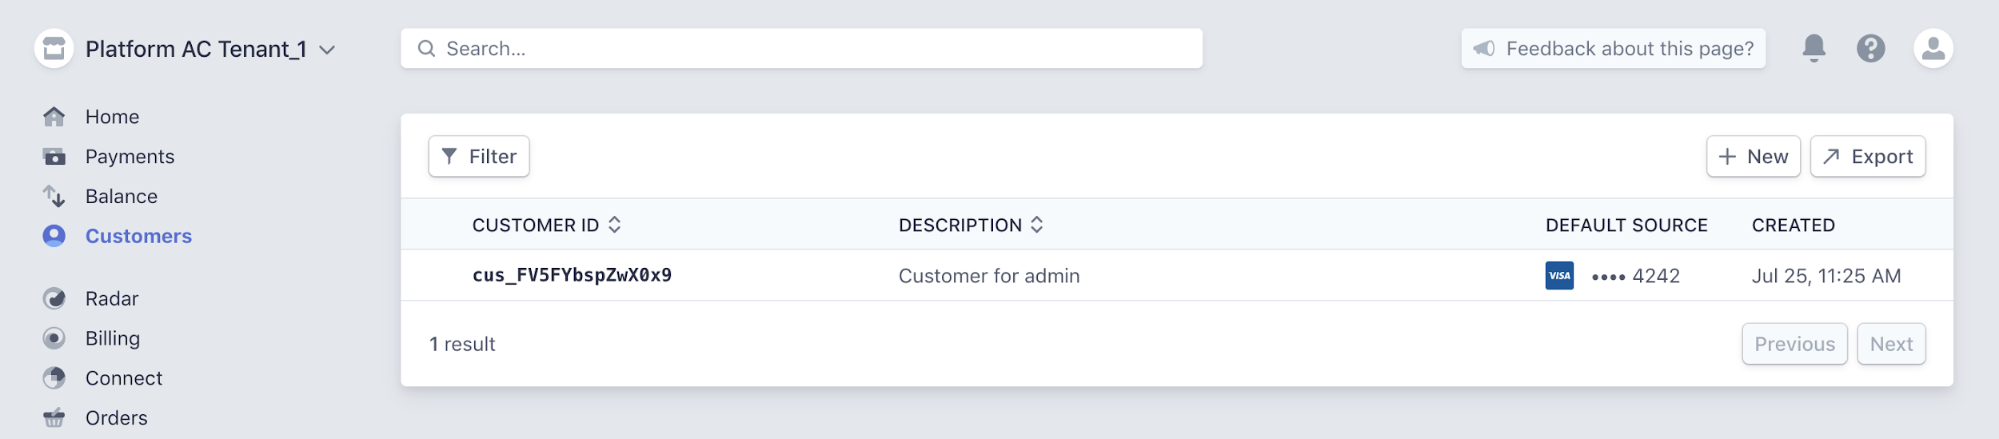 Platform AC Tenant_1
Search...
Feedback about this page?
Home
Payments
Balance
Customers
Radar
Billing
Connect
Orders
Filter
New
Export
CUSTOMER ID DESCRIPTION DEFAULT SOURCE CREATED
cus_FV5FYbspZwX0x9 Customer for admin VISA •••• 4242 Jul 25, 11:25 AM
1 result
Previous
Next